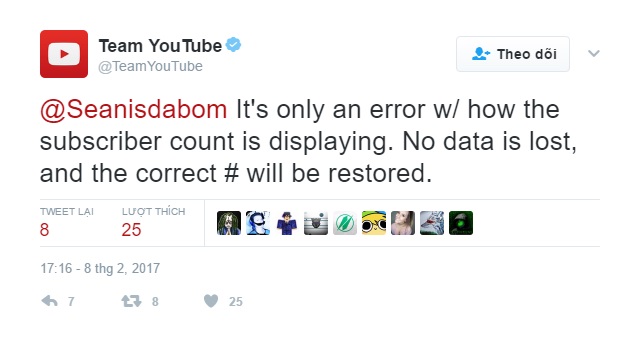 Team YouTube
Theo dõi
@TeamYouTube
@Seanisdabom It's only an error w/ how the
subscriber count is displaying. No data is lost,
and the correct # will be restored.
TWEET LẠI
LƯỢT THÍCH
8
25
17:16 - 8 thg 2, 2017
7
8
25